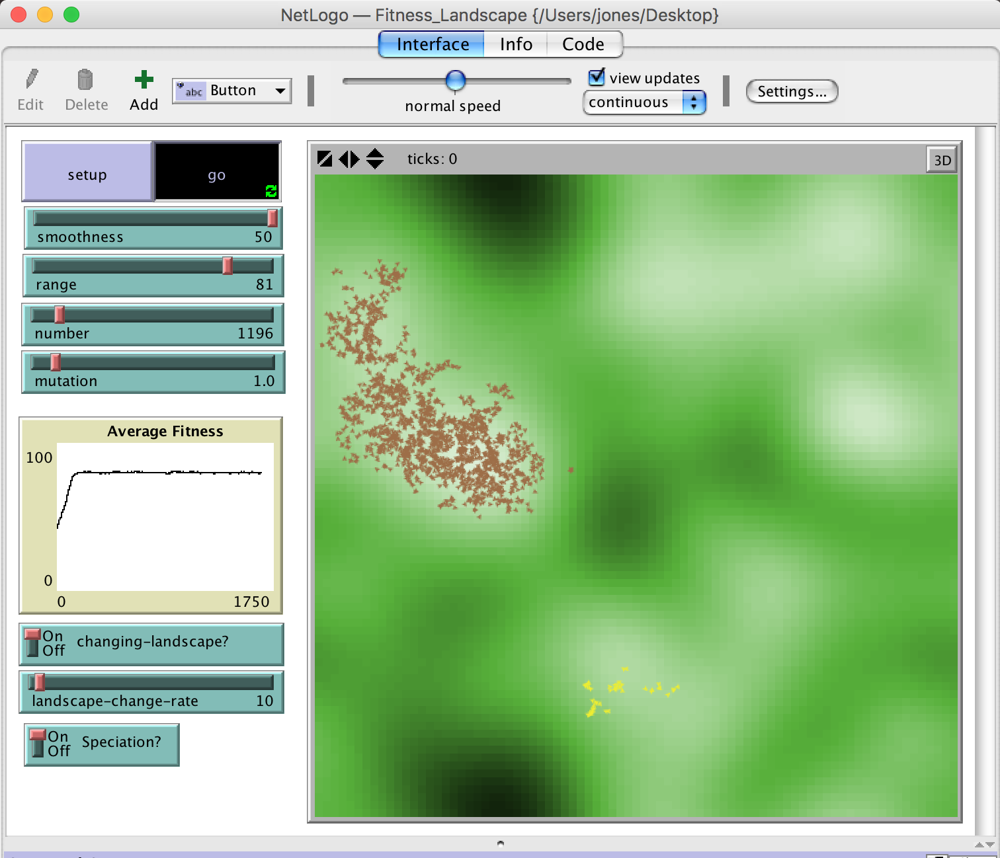 NetLogo — Fitness_Landscape {/Users/jones/Desktop}
Interface Info Code
Edit Delete Add
abc Button
normal speed
view updates
continuous
Settings...
setup
go
ticks: 0
3D
smoothness 50
range 81
number 1196
mutation 1.0
Average Fitness
100
0
0 1750
On
Off
changing-landscape?
landscape-change-rate 10
On
Off
Speciation?